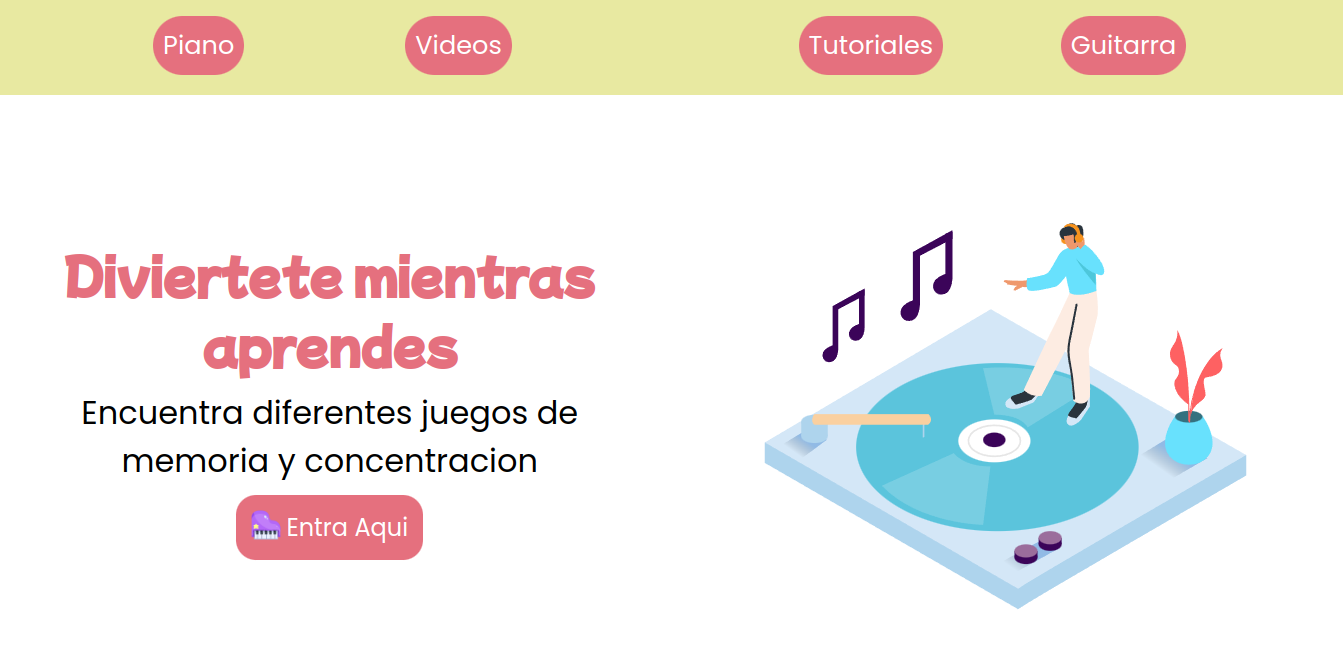 Piano Videos Tutoriales Guitarra
Diviertete mientras
aprendes
Encuentra diferentes juegos de
memoria y concentracion
Entra Aqui